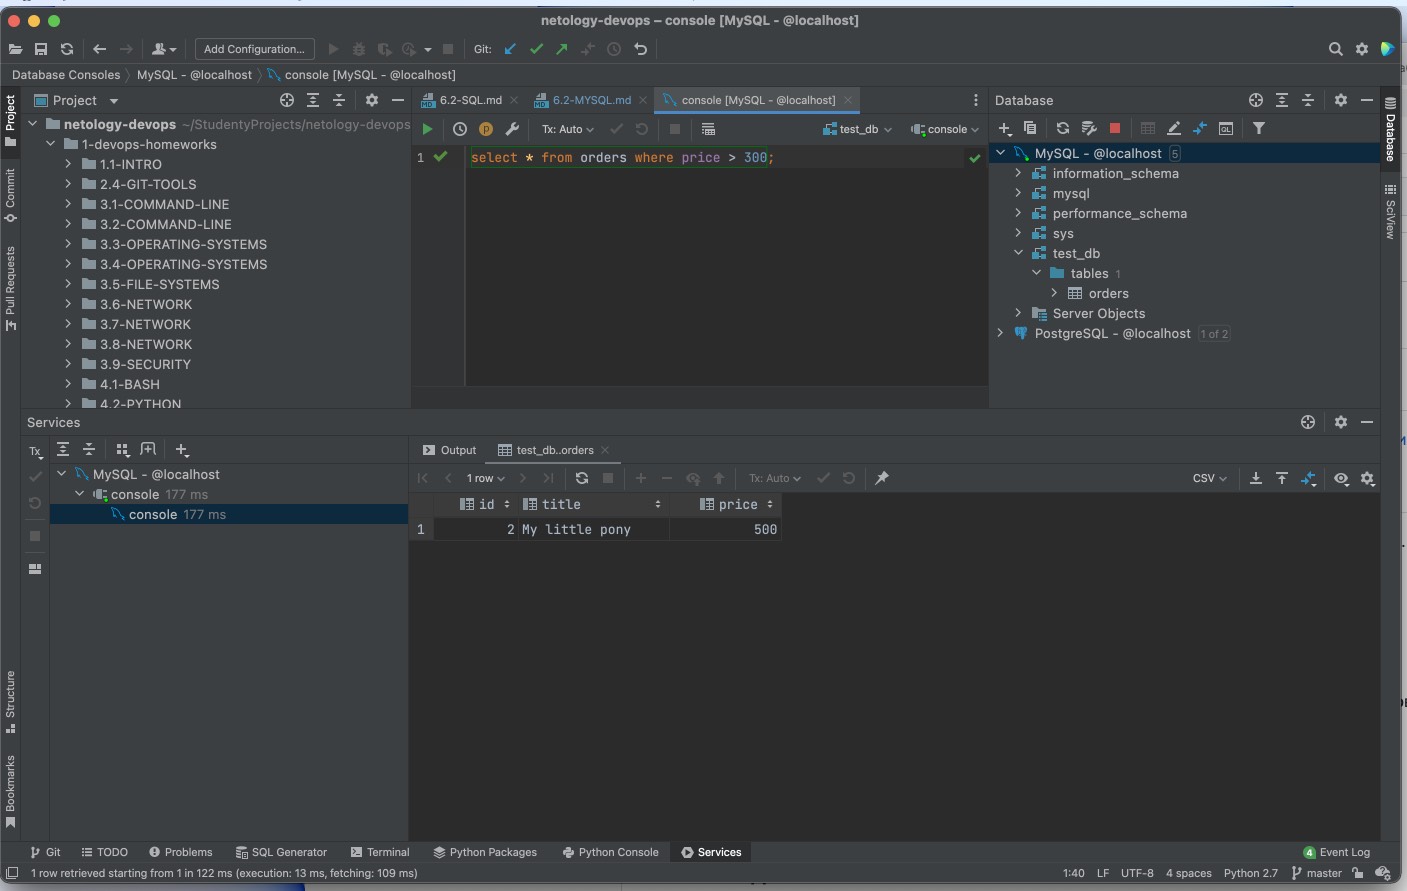 netology-devops – console [MySQL - @localhost]
Add Configuration...
Git:
Database Consoles
MySQL - @localhost
console [MySQL - @localhost]
Project
Project
Commit
Pull Requests
Structure
Bookmarks
netology-devops ~/StudentyProjects/netology-devops
1-devops-homeworks
1.1-INTRO
2.4-GIT-TOOLS
3.1-COMMAND-LINE
3.2-COMMAND-LINE
3.3-OPERATING-SYSTEMS
3.4-OPERATING-SYSTEMS
3.5-FILE-SYSTEMS
3.6-NETWORK
3.7-NETWORK
3.8-NETWORK
3.9-SECURITY
4.1-BASH
4.2-PYTHON
6.2-SQL.md
6.2-MYSQL.md
console [MySQL - @localhost]
Tx: Auto
test_db
console
1
select * from orders where price > 300;
Database
Database
SciView
MySQL - @localhost 5
information_schema
mysql
performance_schema
sys
test_db
tables 1
orders
Server Objects
PostgreSQL - @localhost 1 of 2
Services
Tx
MySQL - @localhost
console 177 ms
console 177 ms
Output
test_db..orders
1 row
Tx: Auto
CSV
id title price
1 2 My little pony 500
Git
TODO
Problems
SQL Generator
Terminal
Python Packages
Python Console
Services
4 Event Log
1 row retrieved starting from 1 in 122 ms (execution: 13 ms, fetching: 109 ms)
1:40
LF
UTF-8
4 spaces
Python 2.7
master